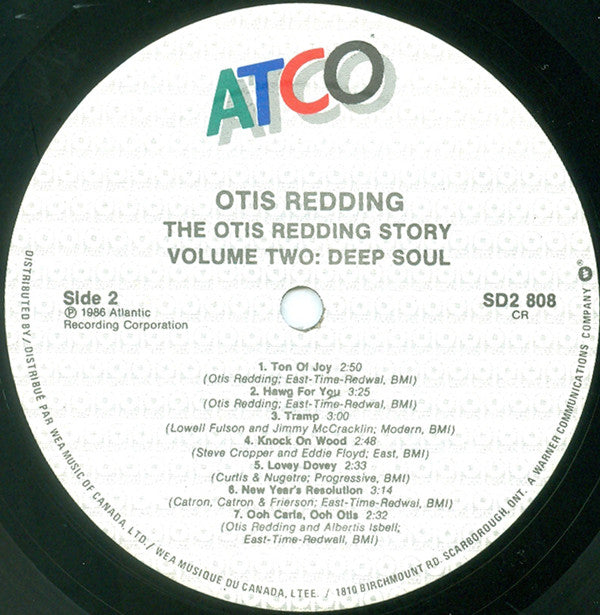 ATCO
OTIS REDDING
THE OTIS REDDING STORY
VOLUME TWO: DEEP SOUL
Side 2
℗ 1986 Atlantic
Recording Corporation
SD2 808
CR
1. Ton Of Joy 2:50
(Otis Redding; East-Time-Redwal, BMI)
2. Hawg For You 3:25
(Otis Redding; East-Time-Redwal, BMI)
3. Tramp 3:00
(Lowell Fulson and Jimmy McCracklin; Modern, BMI)
4. Knock On Wood 2:48
(Steve Cropper and Eddie Floyd; East, BMI)
5. Lovey Dovey 2:33
(Curtis & Nugetre; Progressive, BMI)
6. New Year's Resolution 3:14
(Catron, Catron & Frierson; East-Time-Redwal, BMI)
7. Ooh Carla, Ooh Otis 2:32
(Otis Redding and Albertis Isbell;
East-Time-Redwall, BMI)
DISTRIBUTED BY / DISTRIBUÉ PAR WEA MUSIC OF CANADA, LTD. / WEA MUSIQUE DU CANADA, LTEE. / 1810 BIRCHMOUNT RD. SCARBOROUGH, ONT. A WARNER COMMUNICATIONS COMPANY